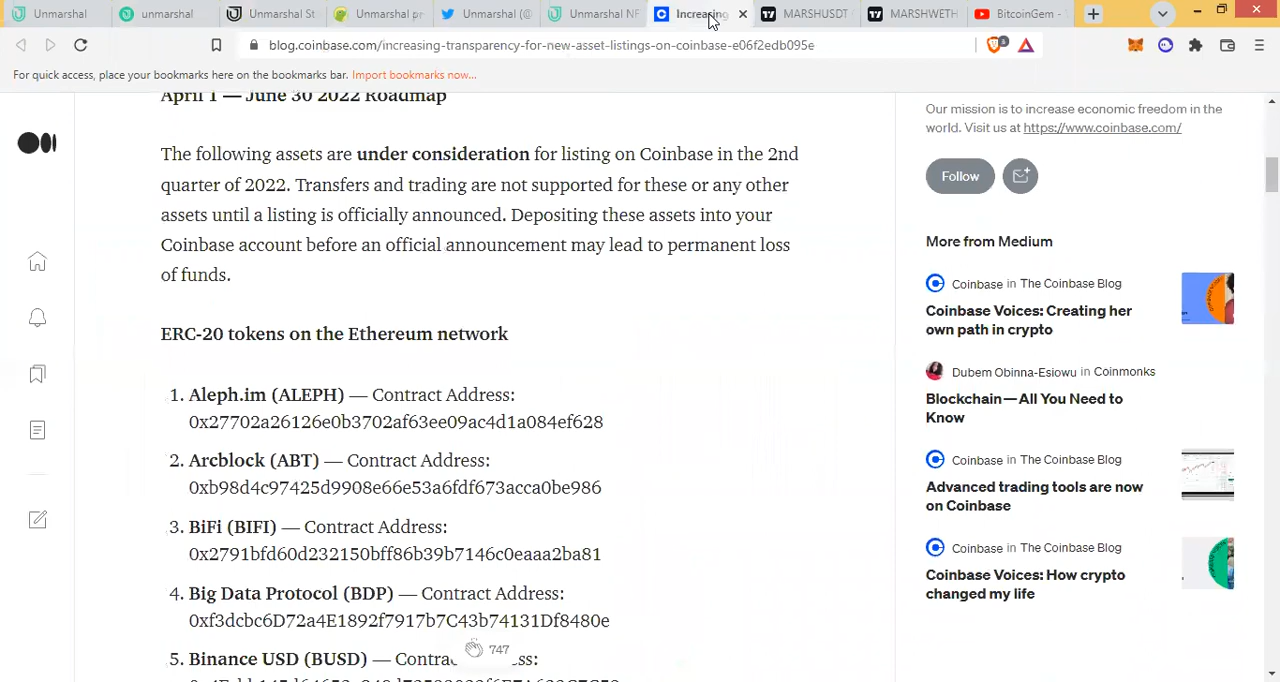 Unmarshal
unmarshal
Unmarshal St
Unmarshal pr
Unmarshal (@
Unmarshal NF
Increasing
MARSHUSDT
MARSHWETH
BitcoinGem -
blog.coinbase.com/increasing-transparency-for-new-asset-listings-on-coinbase-e06f2edb095e
For quick access, place your bookmarks here on the bookmarks bar. Import bookmarks now...
April 1 — June 30 2022 Roadmap
The following assets are under consideration for listing on Coinbase in the 2nd
quarter of 2022. Transfers and trading are not supported for these or any other
assets until a listing is officially announced. Depositing these assets into your
Coinbase account before an official announcement may lead to permanent loss
of funds.
ERC-20 tokens on the Ethereum network
1. Aleph.im (ALEPH) — Contract Address:
0x27702a26126e0b3702af63ee09ac4d1a084ef628
2. Arcblock (ABT) — Contract Address:
0xb98d4c97425d9908e66e53a6fdf673acca0be986
3. BiFi (BIFI) — Contract Address:
0x2791bfd60d232150bff86b39b7146c0eaaa2ba81
4. Big Data Protocol (BDP) — Contract Address:
0xf3dcbc6D72a4E1892f7917b7C43b74131Df8480e
747
5. Binance USD (BUSD) —
Our mission is to increase economic freedom in the
world. Visit us at https://www.coinbase.com/
Follow
More from Medium
Coinbase in The Coinbase Blog
Coinbase Voices: Creating her
own path in crypto
Dubem Obinna-Esiowu in Coinmonks
Blockchain — All You Need to
Know
Coinbase in The Coinbase Blog
Advanced trading tools are now
on Coinbase
Coinbase in The Coinbase Blog
Coinbase Voices: How crypto
changed my life